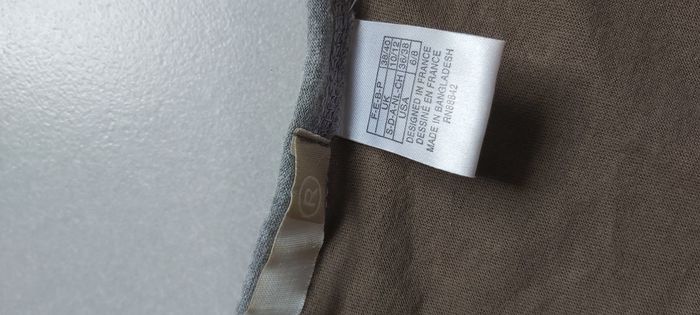 F-E-B-P 38/40
UK 10/12
S-D-A-NL-CH 36/38
USA 6/8
DESIGNED IN FRANCE
DESSINÉ EN FRANCE
MADE IN BANGLADESH
RN88842
R